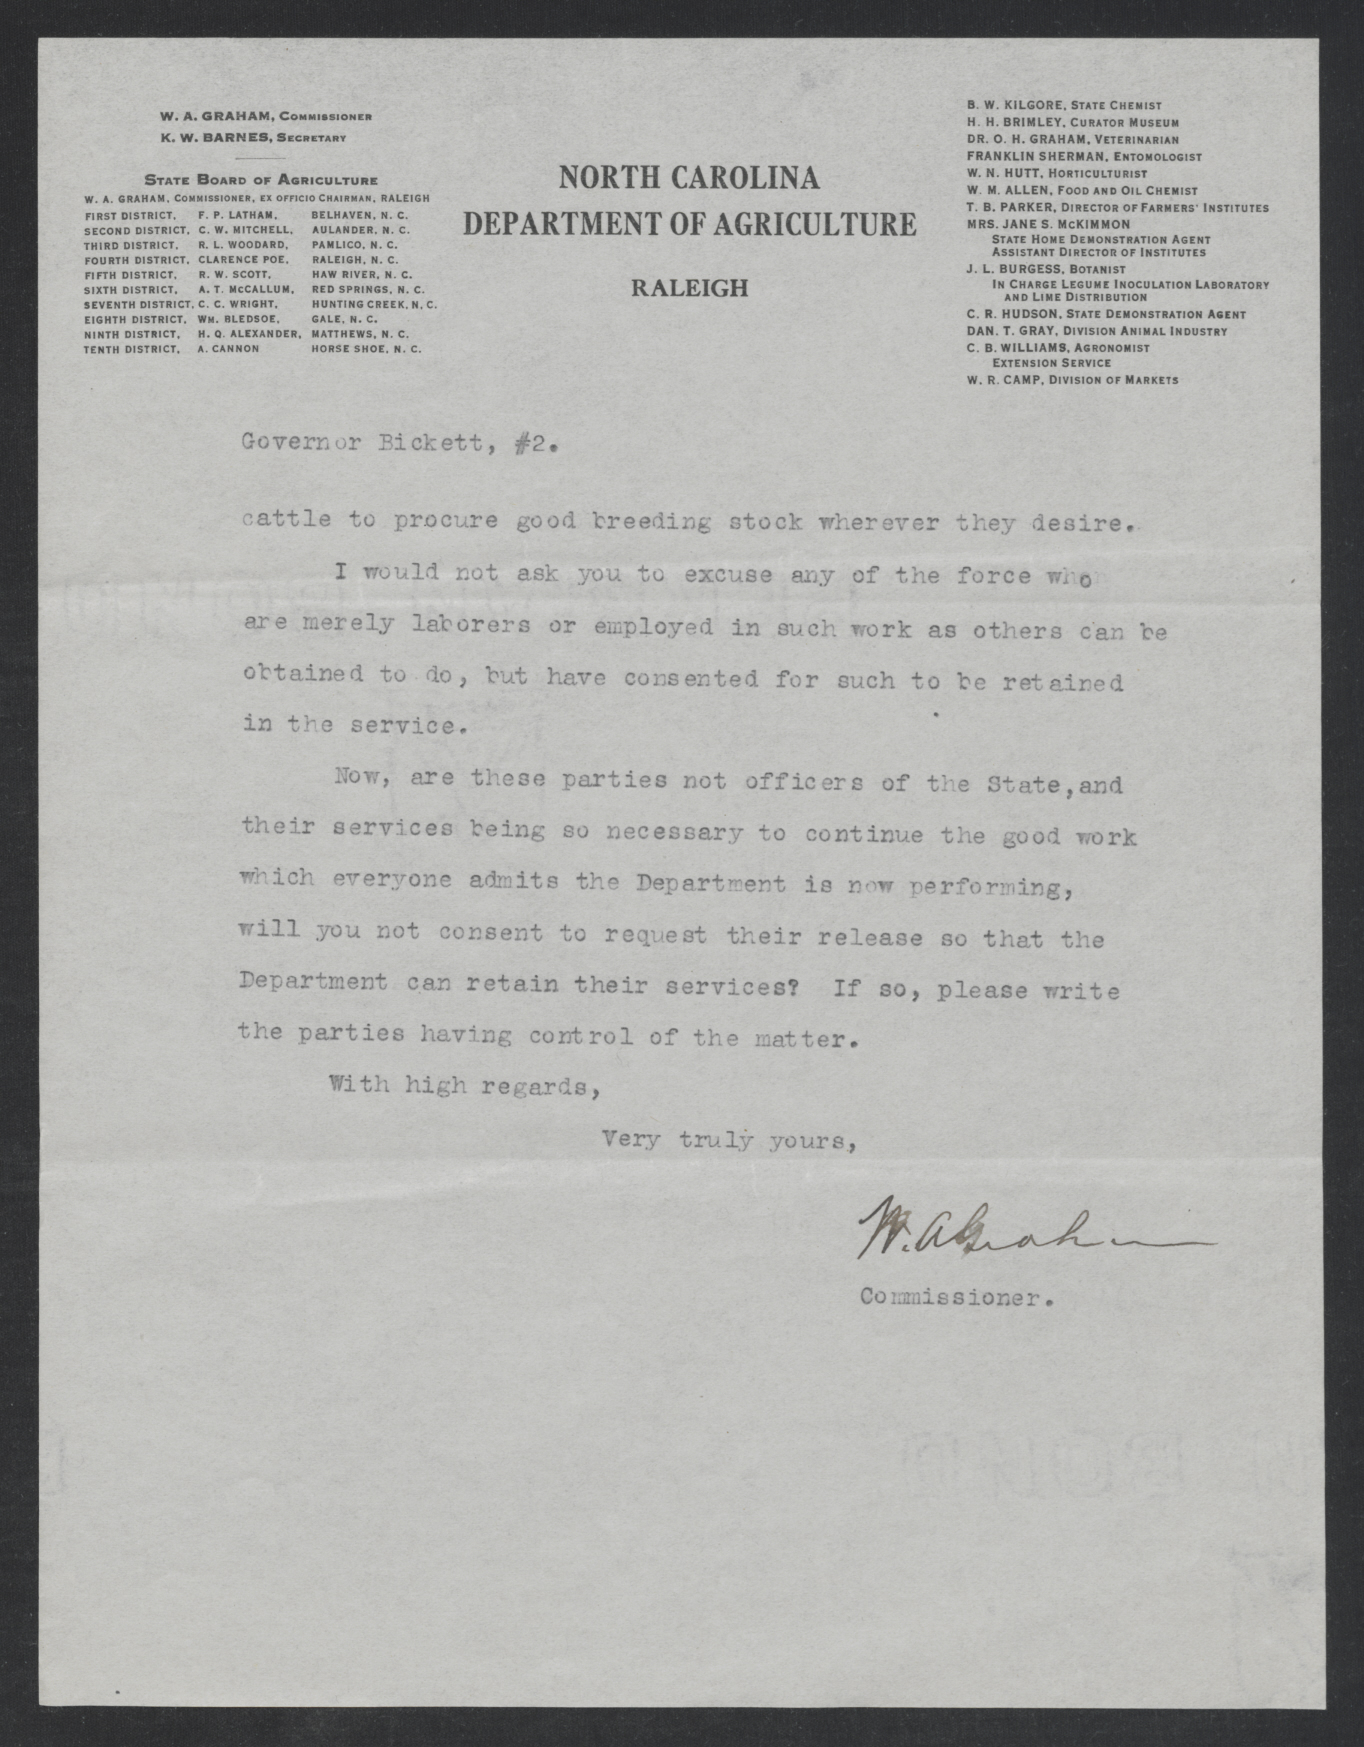 W. A. GRAHAM, COMMISSIONER
K. W. BARNES, SECRETARY
STATE BOARD OF AGRICULTURE
W. A. GRAHAM, COMMISSIONER, EX OFFICIO CHAIRMAN, RALEIGH
FIRST DISTRICT, F. P. LATHAM, BELHAVEN, N. C.
SECOND DISTRICT, C. W. MITCHELL, AULANDER, N. C.
THIRD DISTRICT, R. L. WOODARD, PAMLICO, N. C.
FOURTH DISTRICT, CLARENCE POE, RALEIGH, N. C.
FIFTH DISTRICT, R. W. SCOTT, HAW RIVER, N. C.
SIXTH DISTRICT, A. T. McCALLUM, RED SPRINGS, N. C.
SEVENTH DISTRICT, C. C. WRIGHT, HUNTING CREEK, N. C.
EIGHTH DISTRICT, WM. BLEDSOE, GALE, N. C.
NINTH DISTRICT, H. Q. ALEXANDER, MATTHEWS, N. C.
TENTH DISTRICT, A. CANNON HORSE SHOE, N. C.
NORTH CAROLINA
DEPARTMENT OF AGRICULTURE
RALEIGH
B. W. KILGORE, STATE CHEMIST
H. H. BRIMLEY, CURATOR MUSEUM
DR. O. H. GRAHAM, VETERINARIAN
FRANKLIN SHERMAN, ENTOMOLOGIST
W. N. HUTT, HORTICULTURIST
W. M. ALLEN, FOOD AND OIL CHEMIST
T. B. PARKER, DIRECTOR OF FARMERS' INSTITUTES
MRS. JANE S. McKIMMON
STATE HOME DEMONSTRATION AGENT
ASSISTANT DIRECTOR OF INSTITUTES
J. L. BURGESS, BOTANIST
IN CHARGE LEGUME INOCULATION LABORATORY
AND LIME DISTRIBUTION
C. R. HUDSON, STATE DEMONSTRATION AGENT
DAN. T. GRAY, DIVISION ANIMAL INDUSTRY
C. B. WILLIAMS, AGRONOMIST
EXTENSION SERVICE
W. R. CAMP, DIVISION OF MARKETS
Governor Bickett, #2.
cattle to procure good breeding stock wherever they desire.
I would not ask you to excuse any of the force who
are merely laborers or employed in such work as others can be
obtained to do, but have consented for such to be retained
in the service.
Now, are these parties not officers of the State,and
their services being so necessary to continue the good work
which everyone admits the Department is now performing,
will you not consent to request their release so that the
Department can retain their services? If so, please write
the parties having control of the matter.
With high regards,
Very truly yours,
W. A. Graham
Commissioner.